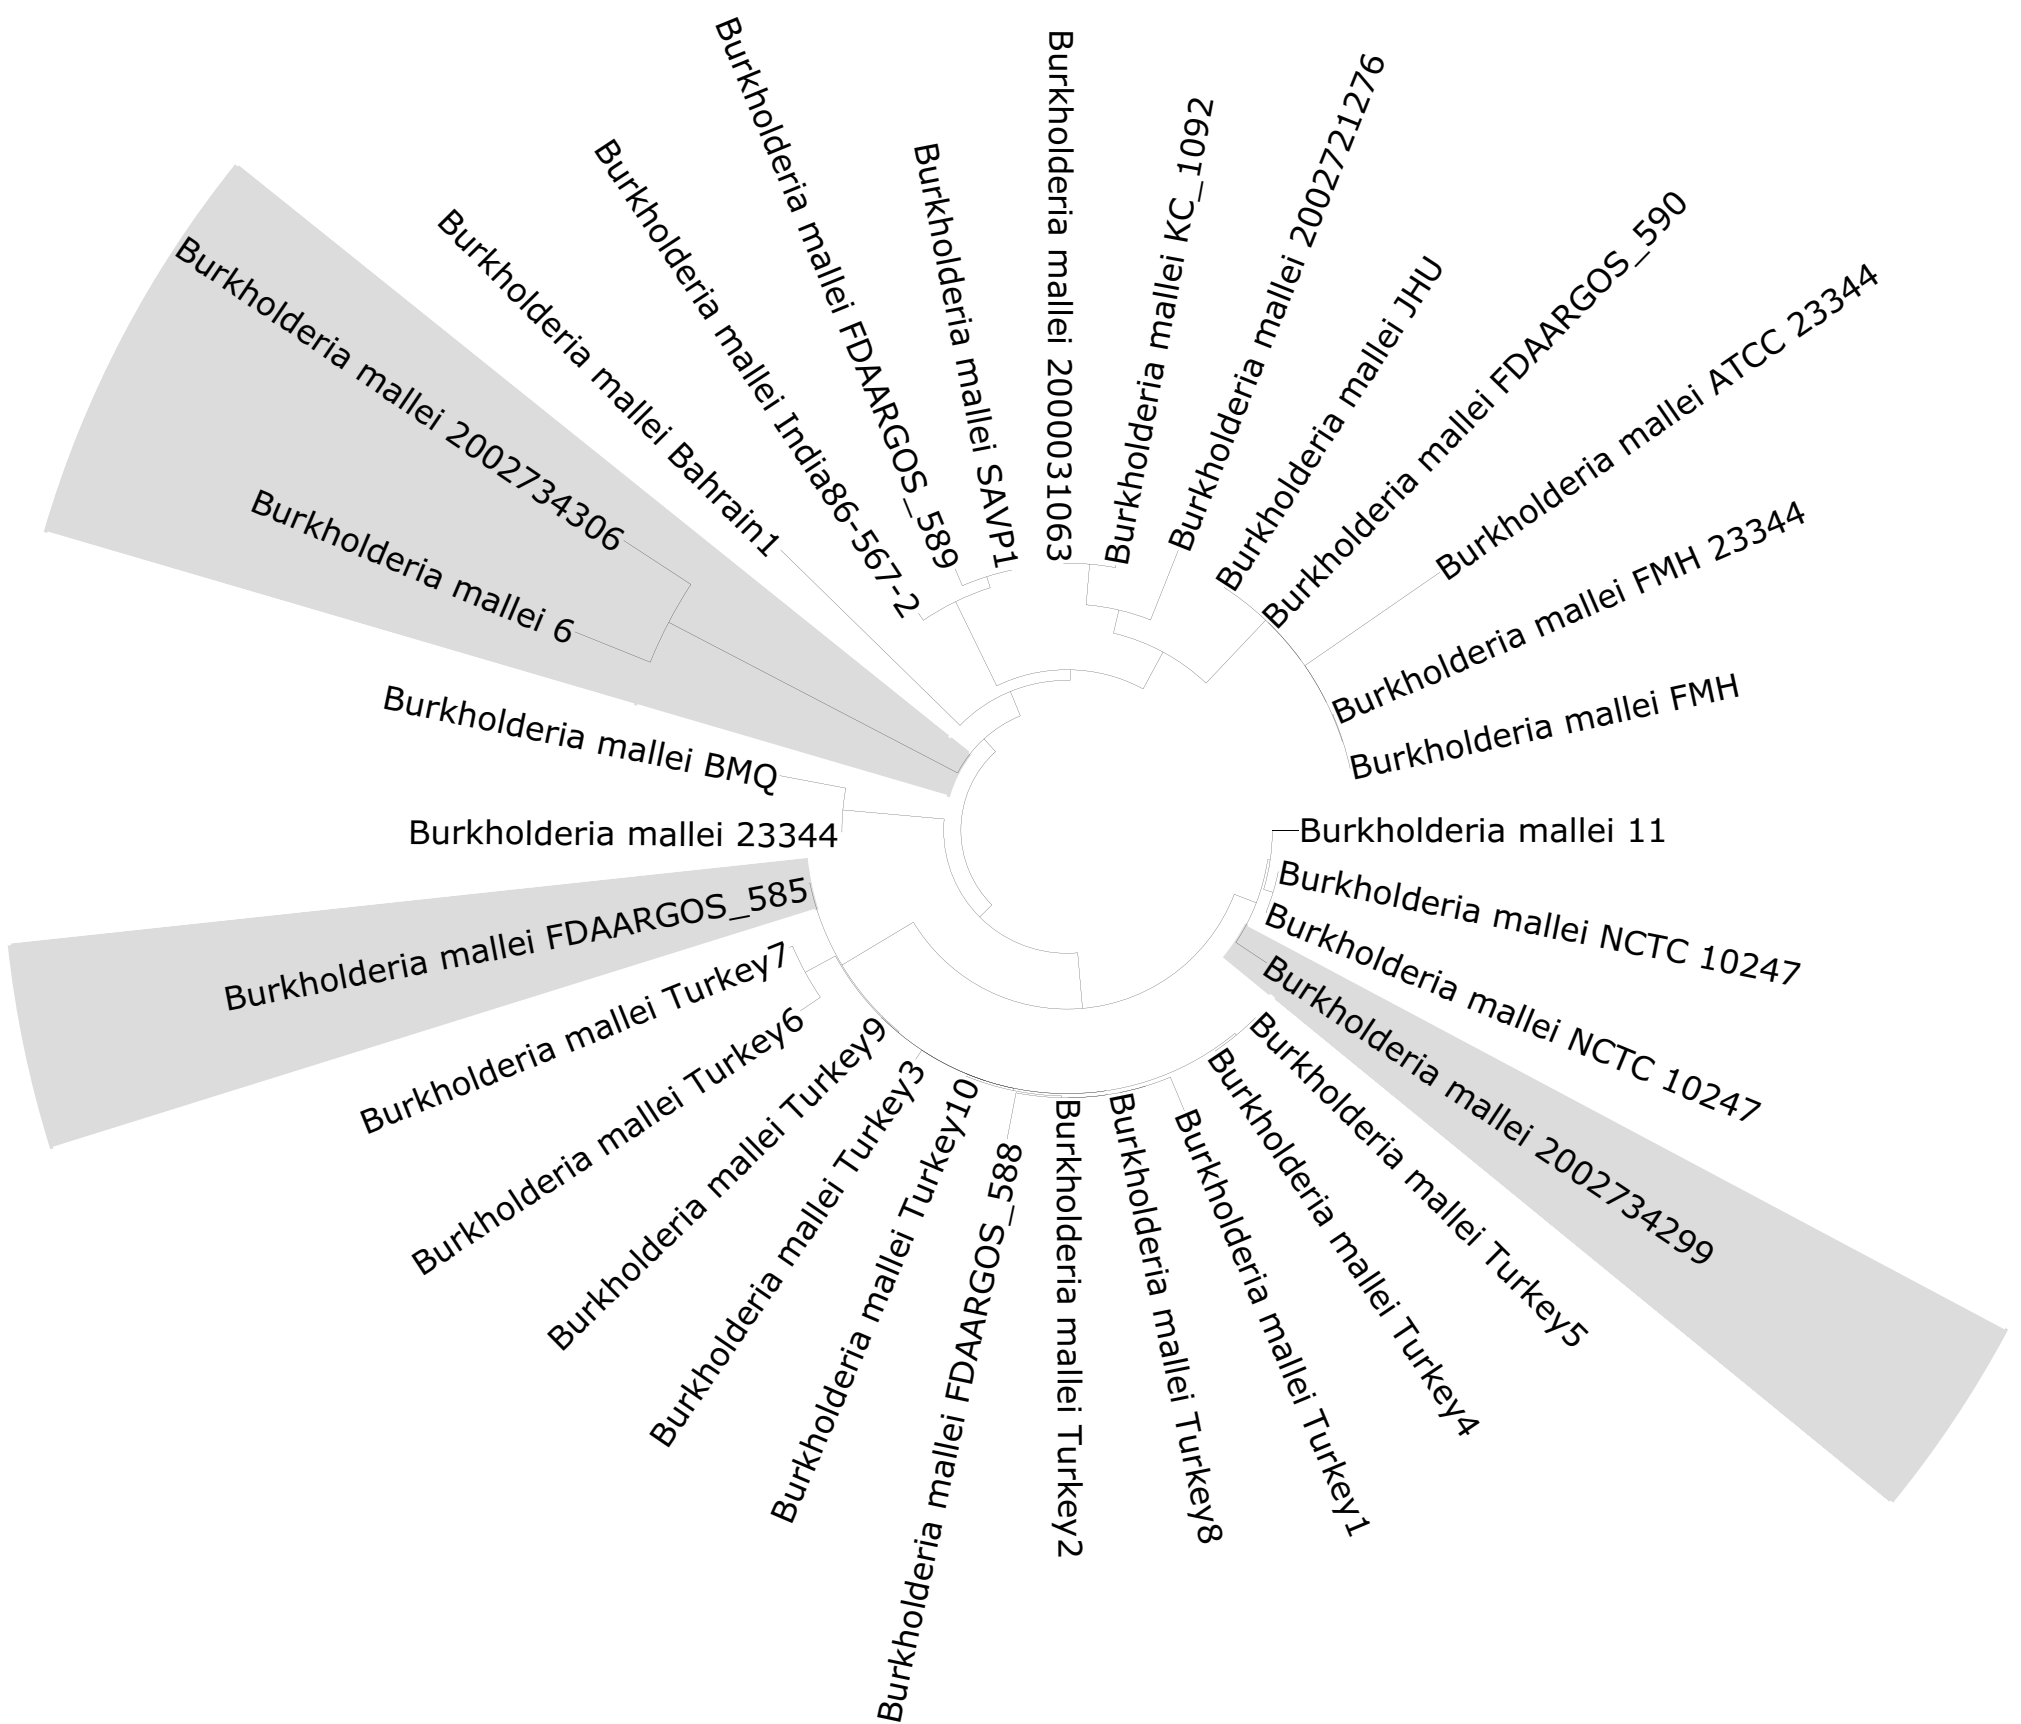 Burkholderia mallei 2000031063
Burkholderia mallei KC_1092
Burkholderia mallei 2002721276
Burkholderia mallei JHU
Burkholderia mallei FDAARGOS_590
Burkholderia mallei ATCC 23344
Burkholderia mallei FMH 23344
Burkholderia mallei FMH
Burkholderia mallei 11
Burkholderia mallei NCTC 10247
Burkholderia mallei NCTC 10247
Burkholderia mallei 2002734299
Burkholderia mallei Turkey5
Burkholderia mallei Turkey4
Burkholderia mallei Turkey1
Burkholderia mallei Turkey8
Burkholderia mallei Turkey2
Burkholderia mallei FDAARGOS_588
Burkholderia mallei Turkey10
Burkholderia mallei Turkey3
Burkholderia mallei Turkey9
Burkholderia mallei Turkey6
Burkholderia mallei Turkey7
Burkholderia mallei FDAARGOS_585
Burkholderia mallei 23344
Burkholderia mallei BMQ
Burkholderia mallei 6
Burkholderia mallei 2002734306
Burkholderia mallei Bahrain1
Burkholderia mallei India86-567-2
Burkholderia mallei FDAARGOS_589
Burkholderia mallei SAVP1